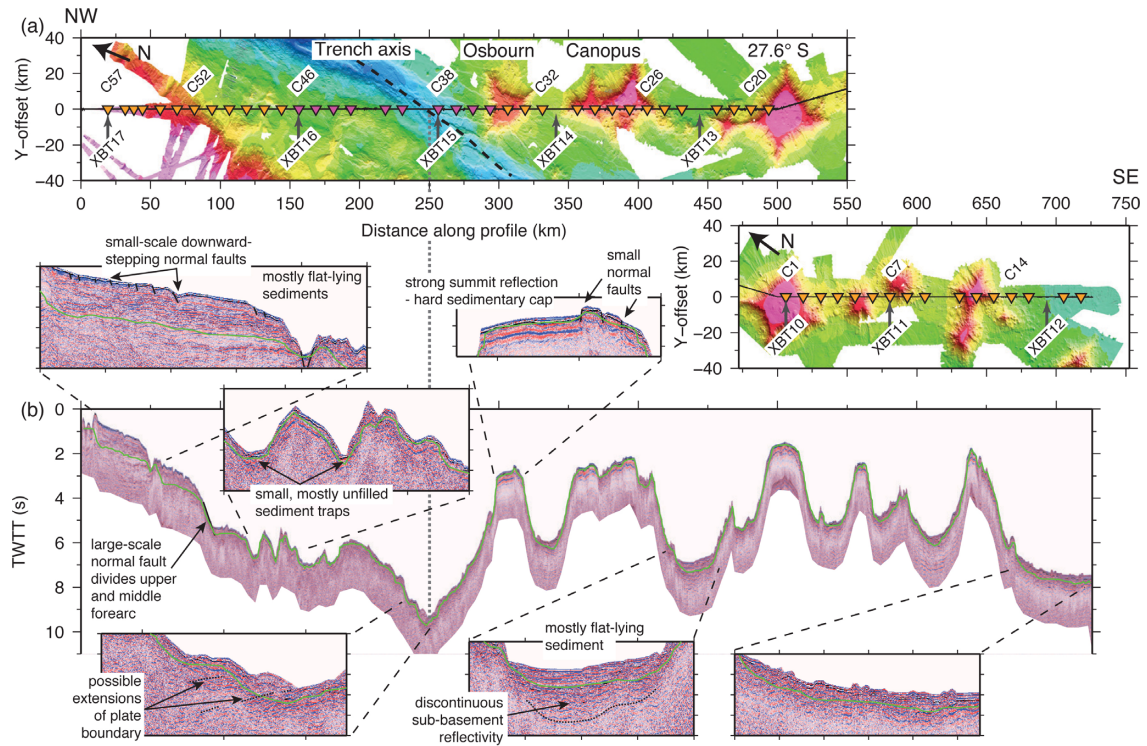 NW
(a)
40
20
0
−20
−40
Y−offset (km)
N
C57
C52
C46
Trench axis
C38
Osbourn
C32
Canopus
C26
27.6° S
C20
XBT17
XBT16
XBT15
XBT14
XBT13
0 50 100 150 200 250 300 350 400 450 500 550 600 650 700 750
SE
Distance along profile (km)
40
20
0
−20
−40
Y−offset (km)
N
C1
C7
C14
XBT10
XBT11
XBT12
small-scale downward-
stepping normal faults
mostly flat-lying
sediments
strong summit reflection
- hard sedimentary cap
small
normal
faults
(b)
0
2
4
6
8
10
TWTT (s)
small, mostly unfilled
sediment traps
large-scale
normal fault
divides upper
and middle
forearc
possible
extensions
of plate
boundary
mostly flat-lying
sediment
discontinuous
sub-basement
reflectivity